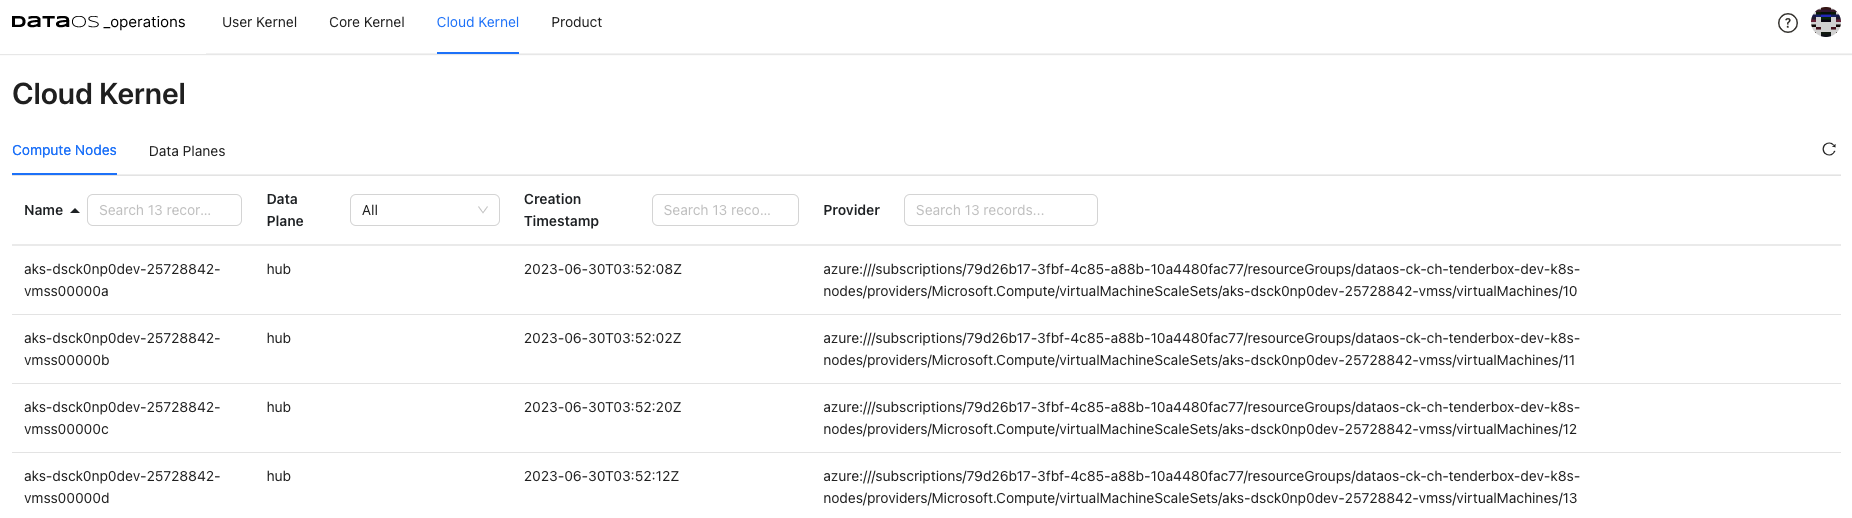 DATAOS _operations
User Kernel
Core Kernel
Cloud Kernel
Product
?
Cloud Kernel
Compute Nodes
Data Planes
Name
Search 13 recor...
Data
Plane
All
Creation
Timestamp
Search 13 reco...
Provider
Search 13 records...
aks-dsck0np0dev-25728842-
vmss00000a
hub
2023-06-30T03:52:08Z
azure:///subscriptions/79d26b17-3fbf-4c85-a88b-10a4480fac77/resourceGroups/dataos-ck-ch-tenderbox-dev-k8s-
nodes/providers/Microsoft.Compute/virtualMachineScaleSets/aks-dsck0np0dev-25728842-vmss/virtualMachines/10
aks-dsck0np0dev-25728842-
vmss00000b
hub
2023-06-30T03:52:02Z
azure:///subscriptions/79d26b17-3fbf-4c85-a88b-10a4480fac77/resourceGroups/dataos-ck-ch-tenderbox-dev-k8s-
nodes/providers/Microsoft.Compute/virtualMachineScaleSets/aks-dsck0np0dev-25728842-vmss/virtualMachines/11
aks-dsck0np0dev-25728842-
vmss00000c
hub
2023-06-30T03:52:20Z
azure:///subscriptions/79d26b17-3fbf-4c85-a88b-10a4480fac77/resourceGroups/dataos-ck-ch-tenderbox-dev-k8s-
nodes/providers/Microsoft.Compute/virtualMachineScaleSets/aks-dsck0np0dev-25728842-vmss/virtualMachines/12
aks-dsck0np0dev-25728842-
vmss00000d
hub
2023-06-30T03:52:12Z
azure:///subscriptions/79d26b17-3fbf-4c85-a88b-10a4480fac77/resourceGroups/dataos-ck-ch-tenderbox-dev-k8s-
nodes/providers/Microsoft.Compute/virtualMachineScaleSets/aks-dsck0np0dev-25728842-vmss/virtualMachines/13